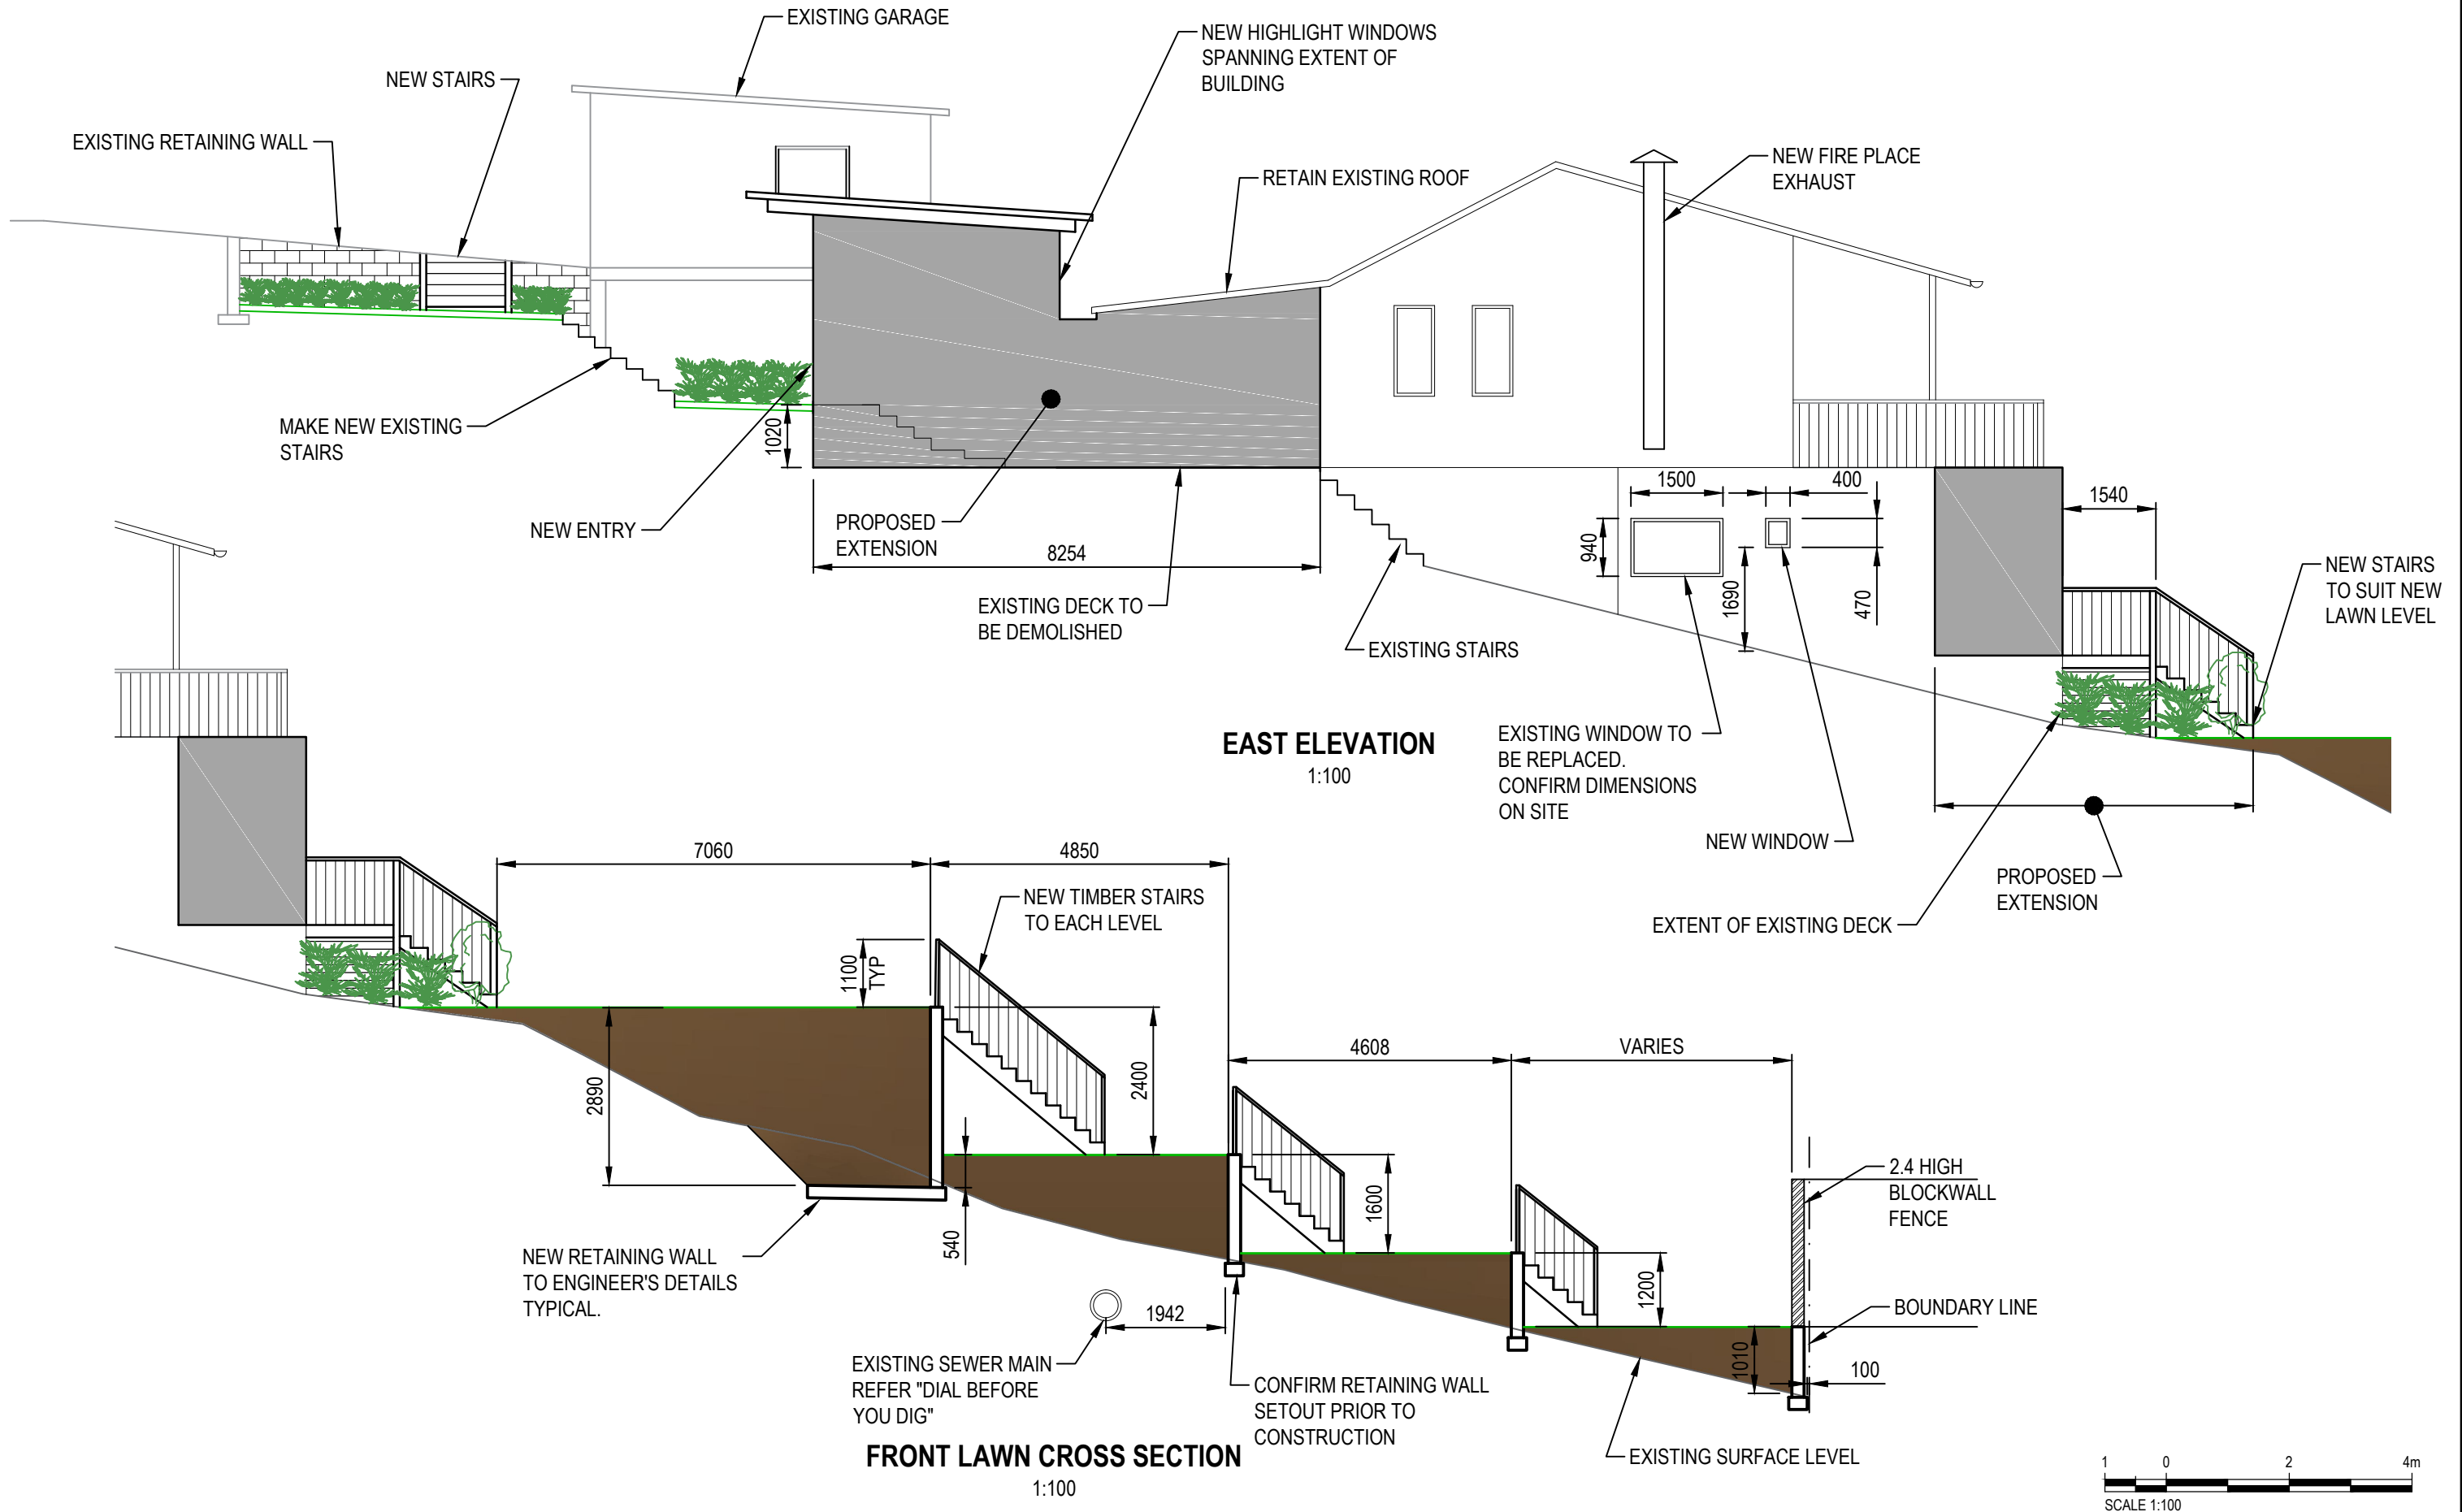 EXISTING GARAGE
NEW HIGHLIGHT WINDOWS
SPANNING EXTENT OF
BUILDING
NEW STAIRS
EXISTING RETAINING WALL
RETAIN EXISTING ROOF
NEW FIRE PLACE
EXHAUST
MAKE NEW EXISTING
STAIRS
1020
NEW ENTRY
PROPOSED
EXTENSION
8254
EXISTING DECK TO
BE DEMOLISHED
EXISTING STAIRS
1500
400
940
1690
470
1540
NEW STAIRS
TO SUIT NEW
LAWN LEVEL
EXISTING WINDOW TO
BE REPLACED.
CONFIRM DIMENSIONS
ON SITE
NEW WINDOW
PROPOSED
EXTENSION
EXTENT OF EXISTING DECK
EAST ELEVATION
1:100
7060
4850
NEW TIMBER STAIRS
TO EACH LEVEL
1100
TYP
2890
2400
4608
VARIES
540
1600
1200
2.4 HIGH
BLOCKWALL
FENCE
NEW RETAINING WALL
TO ENGINEER'S DETAILS
TYPICAL.
1942
EXISTING SEWER MAIN
REFER "DIAL BEFORE
YOU DIG"
CONFIRM RETAINING WALL
SETOUT PRIOR TO
CONSTRUCTION
1010
BOUNDARY LINE
100
EXISTING SURFACE LEVEL
FRONT LAWN CROSS SECTION
1:100
1 0 2 4m
SCALE 1:100